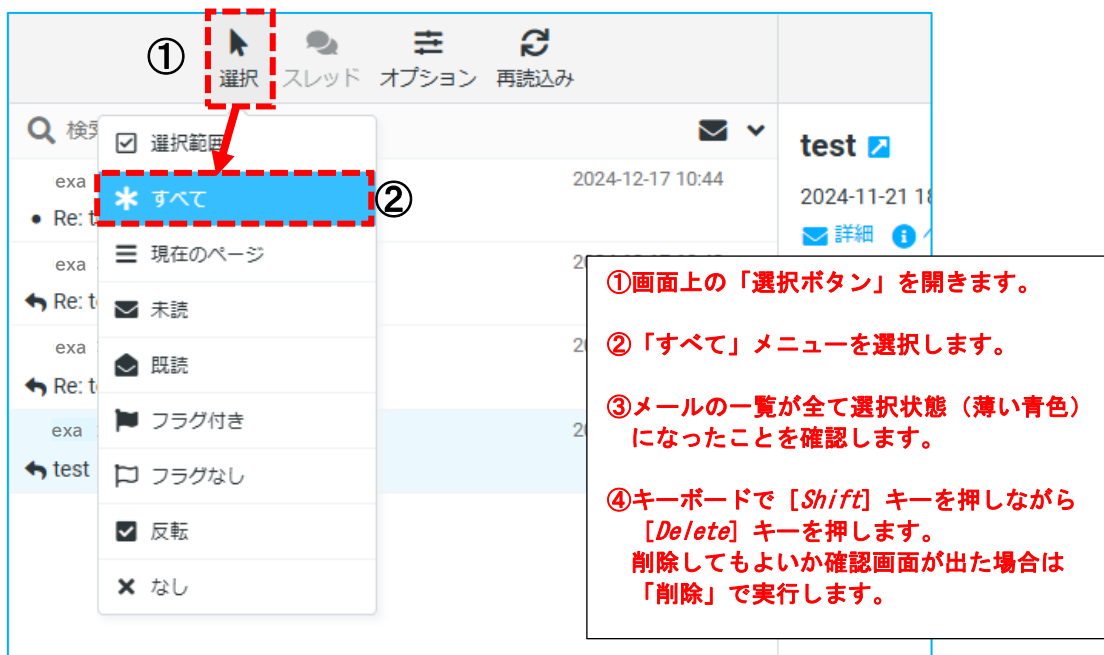 ①
選択 スレッド オプション 再読込み
選択範囲
test
exa
2024-12-17 10:44
すべて
②
2024-11-21 18
Re: t
詳細
exa
現在のページ
Re: t
未読
exa
既読
Re: t
フラグ付き
exa
test
フラグなし
反転
なし
①画面上の「選択ボタン」を開きます。
②「すべて」メニューを選択します。
③メールの一覧が全て選択状態（薄い青色）
になったことを確認します。
④キーボードで［Shift］キーを押しながら
［Delete］キーを押します。
削除してもよいか確認画面が出た場合は
「削除」で実行します。